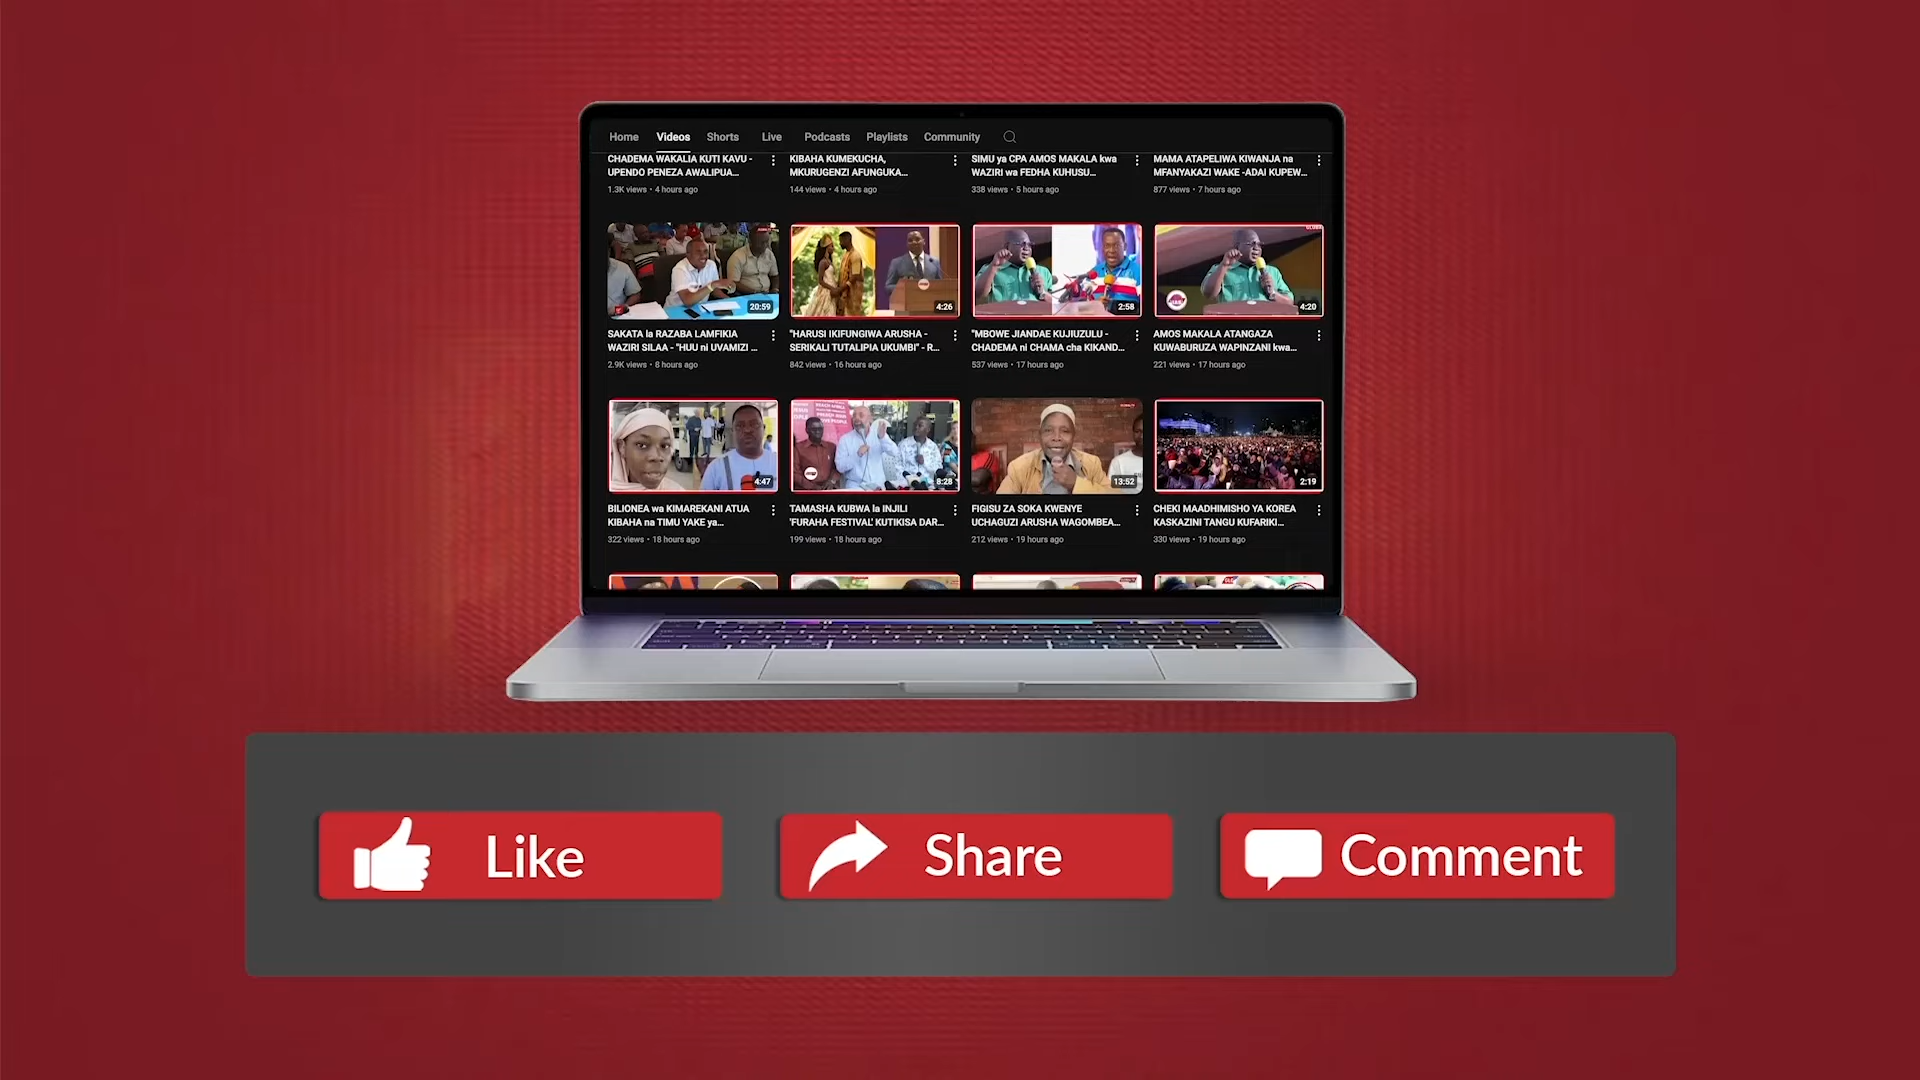 Home Videos Shorts Live Podcasts Playlists Community
CHADEMA WAKALIA KUTI KAVU -
UPENDO PENEZA AWALIPUA...
1.3K views • 4 hours ago
KIBAHA KUMEKUCHA,
MKURUGENZI AFUNGUKA...
144 views • 4 hours ago
SIMU ya CPA AMOS MAKALA kwa
WAZIRI wa FEDHA KUHUSU...
338 views • 5 hours ago
MAMA ATAPELIWA KIWANJA na
MFANYAKAZI WAKE -ADAI KUPEW...
877 views • 7 hours ago
20:59
4:26
2:58
4:20
SAKATA la RAZABA LAMFIKIA
WAZIRI SILAA - "HUU ni UVAMIZI ...
2.9K views • 8 hours ago
"HARUSI IKIFUNGIWA ARUSHA -
SERIKALI TUTALIPIA UKUMBI" - R...
842 views • 16 hours ago
"MBOWE JIANDAE KUJIUZULU -
CHADEMA ni CHAMA cha KIKAND...
537 views • 17 hours ago
AMOS MAKALA ATANGAZA
KUWABURUZA WAPINZANI kwa...
221 views • 17 hours ago
4:47
8:28
13:52
2:19
BILIONEA wa KIMAREKANI ATUA
KIBAHA na TIMU YAKE ya...
322 views • 18 hours ago
TAMASHA KUBWA la INJILI
'FURAHA FESTIVAL' KUTIKISA DAR...
199 views • 18 hours ago
FIGISU ZA SOKA KWENYE
UCHAGUZI ARUSHA WAGOMBEA...
212 views • 19 hours ago
CHEKI MAADHIMISHO YA KOREA
KASKAZINI TANGU KUFARIKI...
330 views • 19 hours ago
Like
Share
Comment